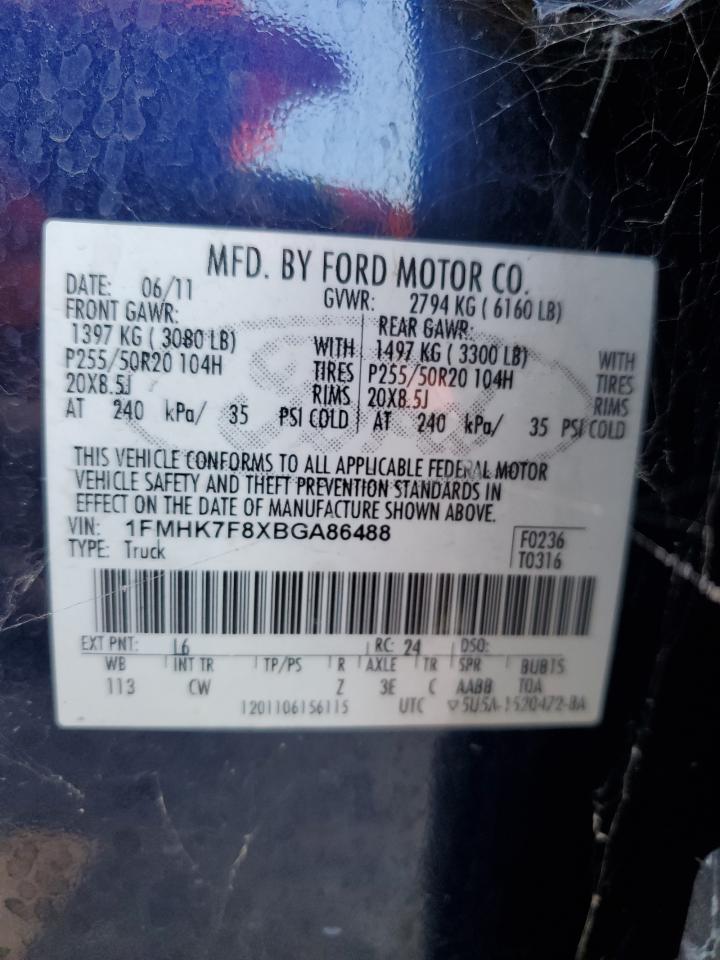 MFD. BY FORD MOTOR CO.
DATE: 06/11 GVWR: 2794 KG ( 6160 LB)
FRONT GAWR: REAR GAWR:
1397 KG ( 3080 LB) WITH 1497 KG ( 3300 LB) WITH
P255/50R20 104H TIRES P255/50R20 104H TIRES
20X8.5J RIMS 20X8.5J RIMS
AT 240 kPa/ 35 PSI COLD AT 240 kPa/ 35 PSI COLD
THIS VEHICLE CONFORMS TO ALL APPLICABLE FEDERAL MOTOR
VEHICLE SAFETY AND THEFT PREVENTION STANDARDS IN
EFFECT ON THE DATE OF MANUFACTURE SHOWN ABOVE.
VIN: 1FMHK7F8XBGA86488 F0236
TYPE: Truck T0316
EXT PNT: L6 RC: 24 DSO:
WB INT TR TP/PS R AXLE TR SPR
113 CW Z 3E C AABB
1201106156115 UTC ▽5U5A-1520472-BA